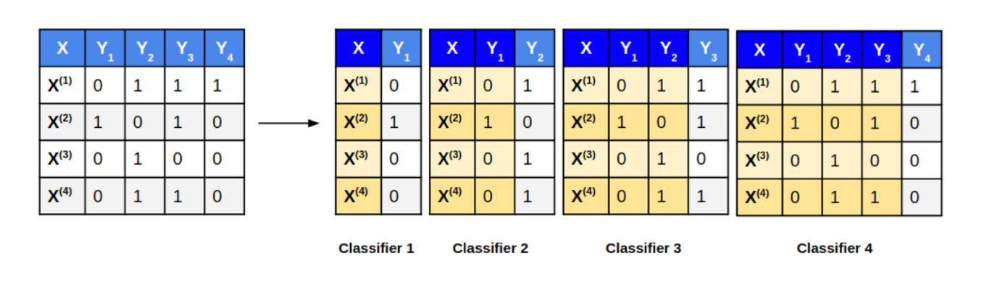 X Y1 Y2 Y3 Y4
X(1) 0 1 1 1
X(2) 1 0 1 0
X(3) 0 1 0 0
X(4) 0 1 1 0
X Y1
X(1) 0
X(2) 1
X(3) 0
X(4) 0
Classifier 1
X Y1 Y2
X(1) 0 1
X(2) 1 0
X(3) 0 1
X(4) 0 1
Classifier 2
X Y1 Y2 Y3
X(1) 0 1 1
X(2) 1 0 1
X(3) 0 1 0
X(4) 0 1 1
Classifier 3
X Y1 Y2 Y3 Y4
X(1) 0 1 1 1
X(2) 1 0 1 0
X(3) 0 1 0 0
X(4) 0 1 1 0
Classifier 4